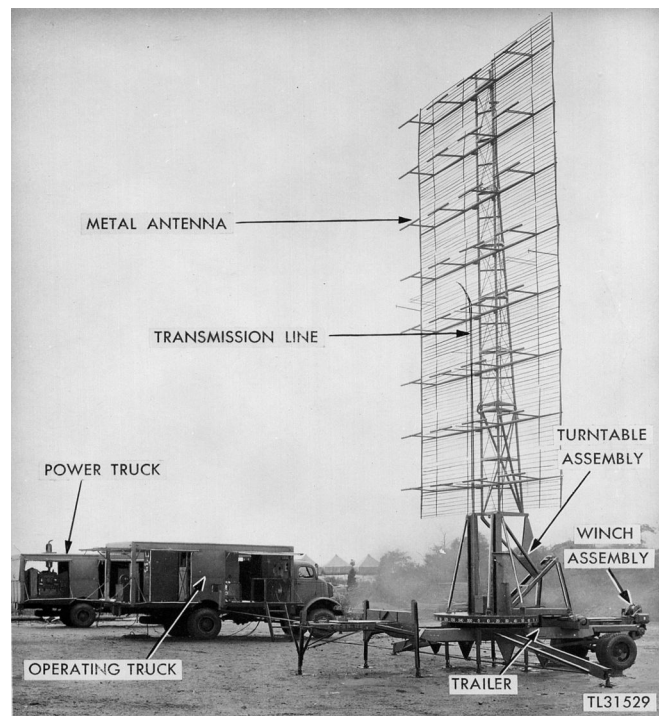 METAL ANTENNA
TRANSMISSION LINE
TURNTABLE
ASSEMBLY
POWER TRUCK
WINCH
ASSEMBLY
OPERATING TRUCK
TRAILER
TL31529